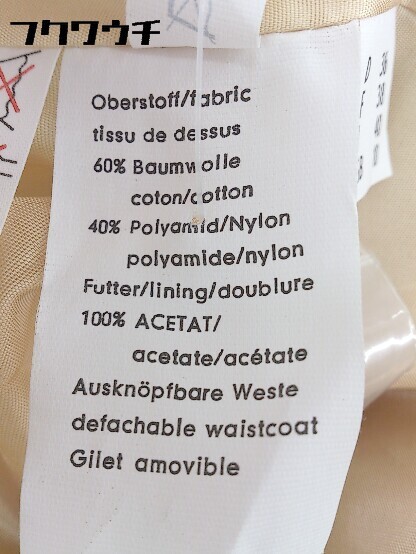 フクワウチ
Oberstoff/fabric
tissu de dessus
60% Baumwolle
coton/cotton
40% Polyamid/Nylon
polyamide/nylon
Futter/lining/doublure
100% ACETAT/
acetate/acétate
Ausknöpfbare Weste
defachable waistcoat
Gilet amovible
D
F